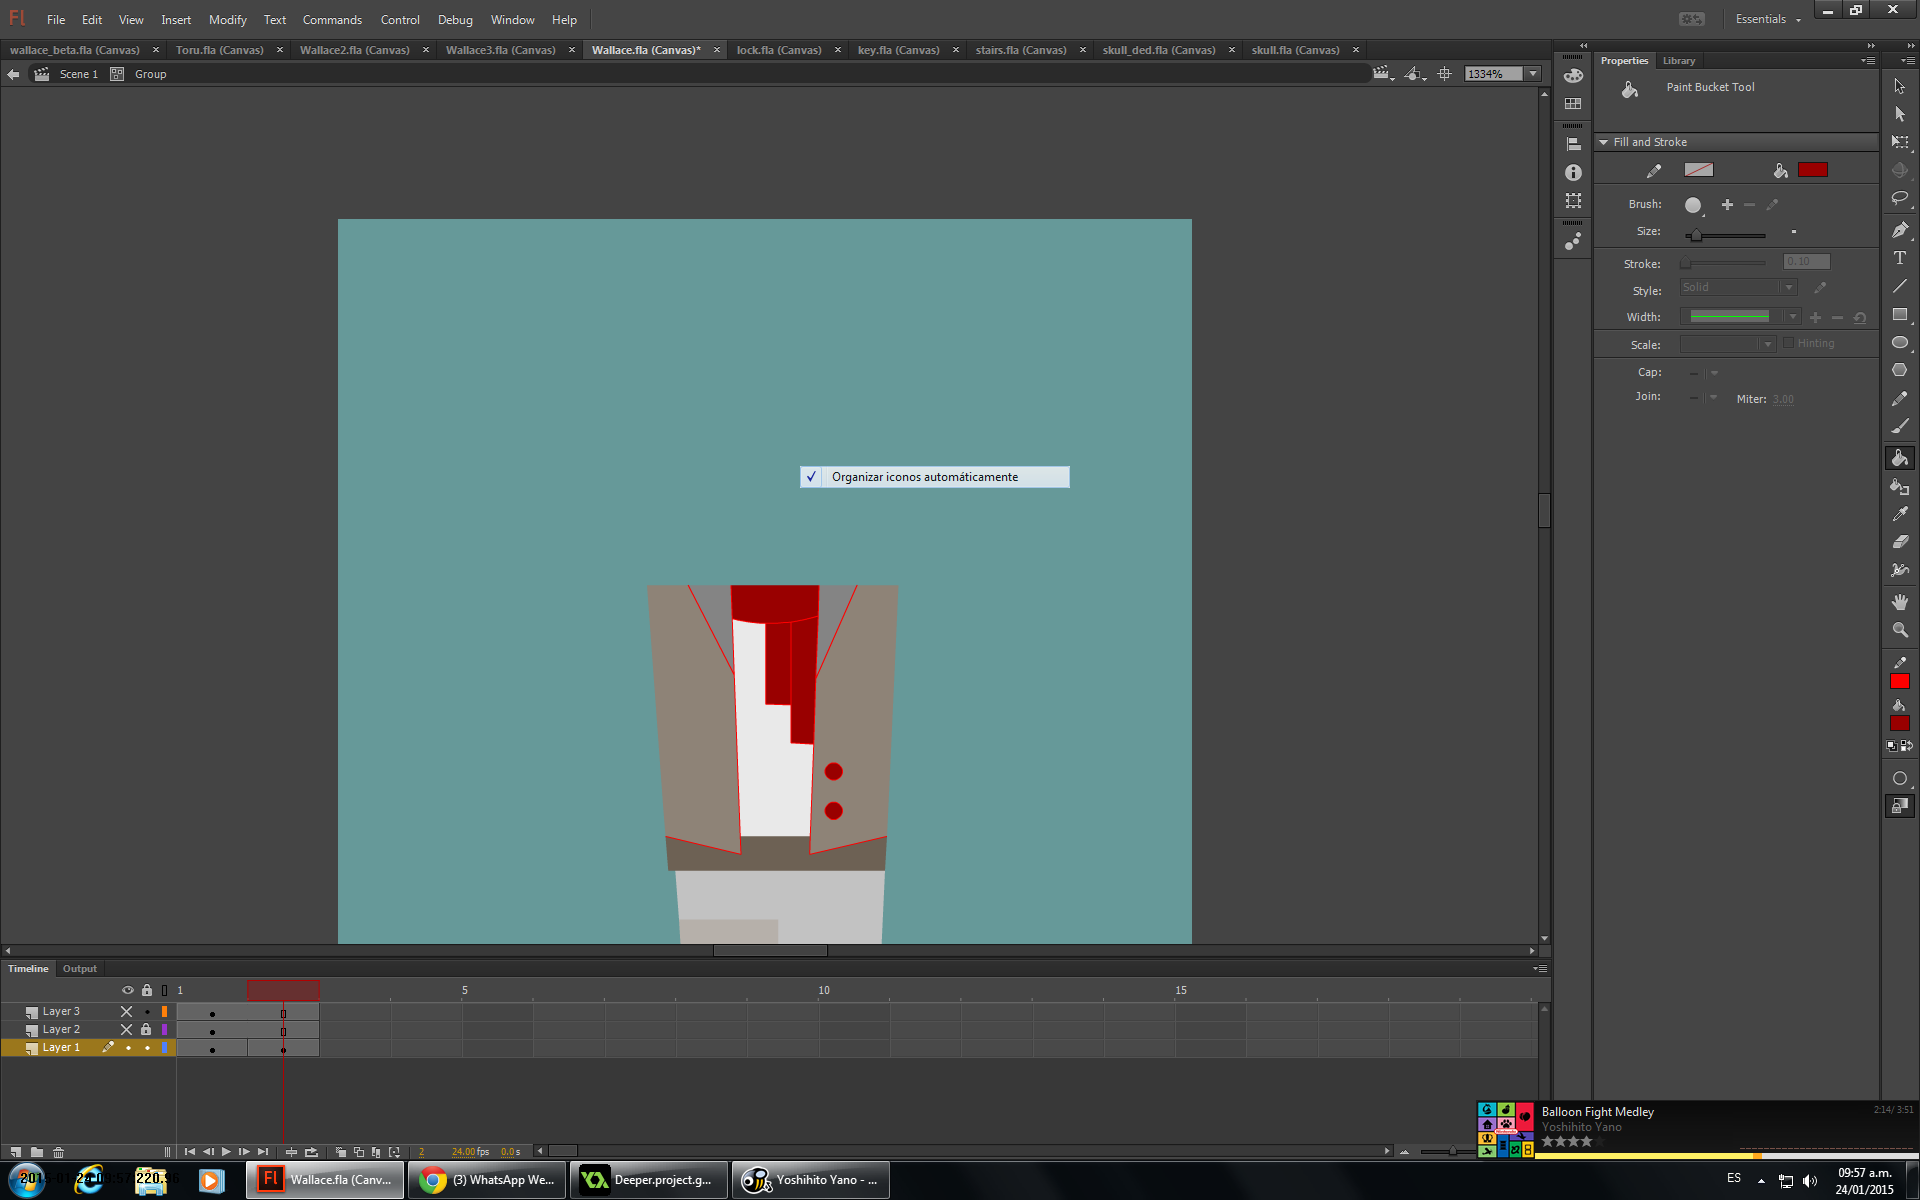 Fl File Edit View Insert Modify Text Commands Control Debug Window Help Essentials
wallace_beta.fla (Canvas) × Toru.fla (Canvas) × Wallace2.fla (Canvas) × Wallace3.fla (Canvas) × Wallace.fla (Canvas)* × lock.fla (Canvas) × key.fla (Canvas) × stairs.fla (Canvas) × skull_ded.fla (Canvas) × skull.fla (Canvas) ×
Scene 1 Group 1334%
Properties Library
Paint Bucket Tool
Fill and Stroke
Brush:
Size:
Stroke: 0,10
Style: Solid
Width:
Scale: Hinting
Cap:
Join: Miter: 3,00
Organizar iconos automáticamente
Timeline Output
1 5 10 15
Layer 3
Layer 2
Layer 1
2 24.00 fps 0.0 s
Balloon Fight Medley 2:14/ 3:51
Yoshihito Yano
Wallace.fla (Canv... (3) WhatsApp We... Deeper.project.g... Yoshihito Yano - ...
ES 09:57 a.m.
24/01/2015